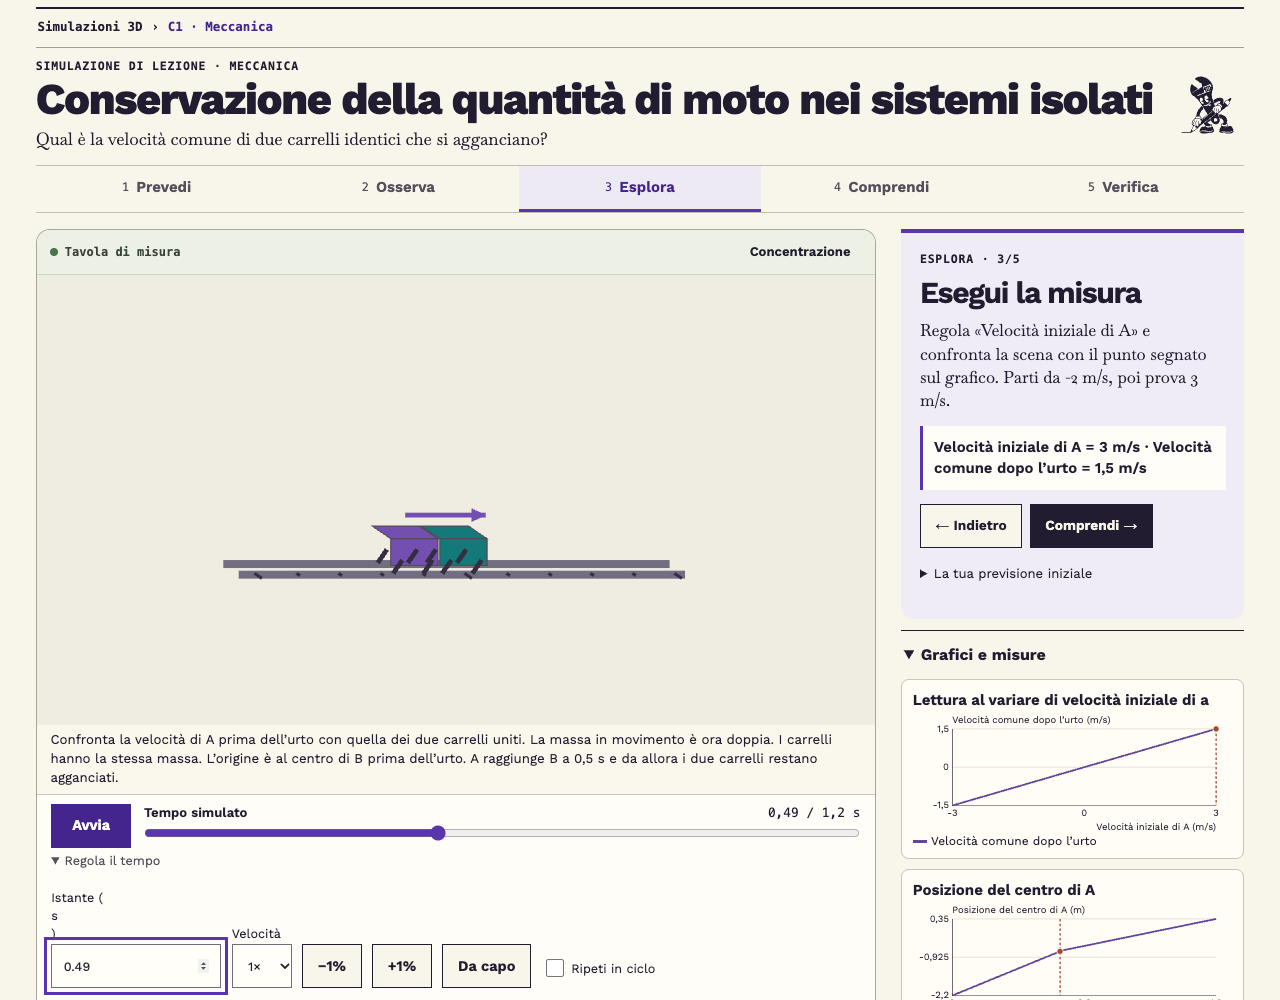 Simulazioni 3D › C1 · Meccanica
SIMULAZIONE DI LEZIONE · MECCANICA
Conservazione della quantità di moto nei sistemi isolati
Qual è la velocità comune di due carrelli identici che si agganciano?
1 Prevedi
2 Osserva
3 Esplora
4 Comprendi
5 Verifica
Tavola di misura
Concentrazione
Confronta la velocità di A prima dell’urto con quella dei due carrelli uniti. La massa in movimento è ora doppia. I carrelli
hanno la stessa massa. L’origine è al centro di B prima dell’urto. A raggiunge B a 0,5 s e da allora i due carrelli restano
agganciati.
Avvia
Tempo simulato
0,49 / 1,2 s
▼ Regola il tempo
Istante (
s
)
0.49
Velocità
1×
−1%
+1%
Da capo
Ripeti in ciclo
ESPLORA · 3/5
Esegui la misura
Regola «Velocità iniziale di A» e
confronta la scena con il punto segnato
sul grafico. Parti da -2 m/s, poi prova 3
m/s.
Velocità iniziale di A = 3 m/s · Velocità
comune dopo l’urto = 1,5 m/s
← Indietro
Comprendi →
▶ La tua previsione iniziale
▼ Grafici e misure
Lettura al variare di velocità iniziale di a
Velocità comune dopo l’urto (m/s)
1,5
0
-1,5
-3
0
3
Velocità iniziale di A (m/s)
Velocità comune dopo l’urto
Posizione del centro di A
Posizione del centro di A (m)
0,35
-0,925
-2,2